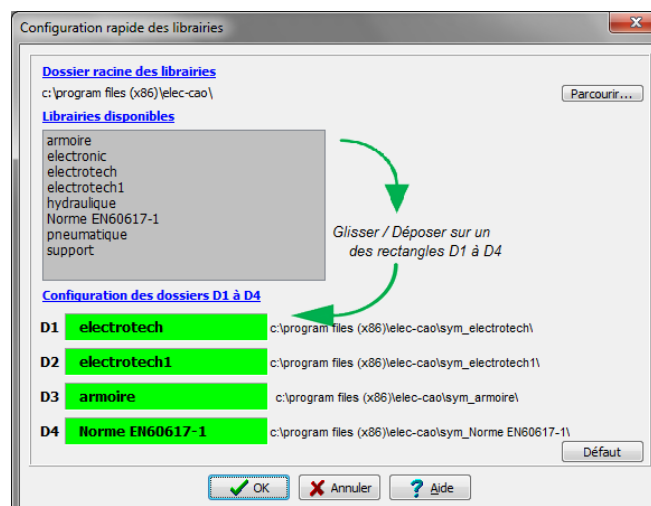 Configuration rapide des librairies
Dossier racine des librairies
c:\program files (x86)\elec-cao\
Parcourir...
Librairies disponibles
armoire
electronic
electrotech
electrotech1
hydraulique
Norme EN60617-1
pneumatique
support
Glisser / Déposer sur un
des rectangles D1 à D4
Configuration des dossiers D1 à D4
D1 electrotech c:\program files (x86)\elec-cao\sym_electrotech\
D2 electrotech1 c:\program files (x86)\elec-cao\sym_electrotech1\
D3 armoire c:\program files (x86)\elec-cao\sym_armoire\
D4 Norme EN60617-1 c:\program files (x86)\elec-cao\sym_Norme EN60617-1\
Défaut
OK Annuler Aide